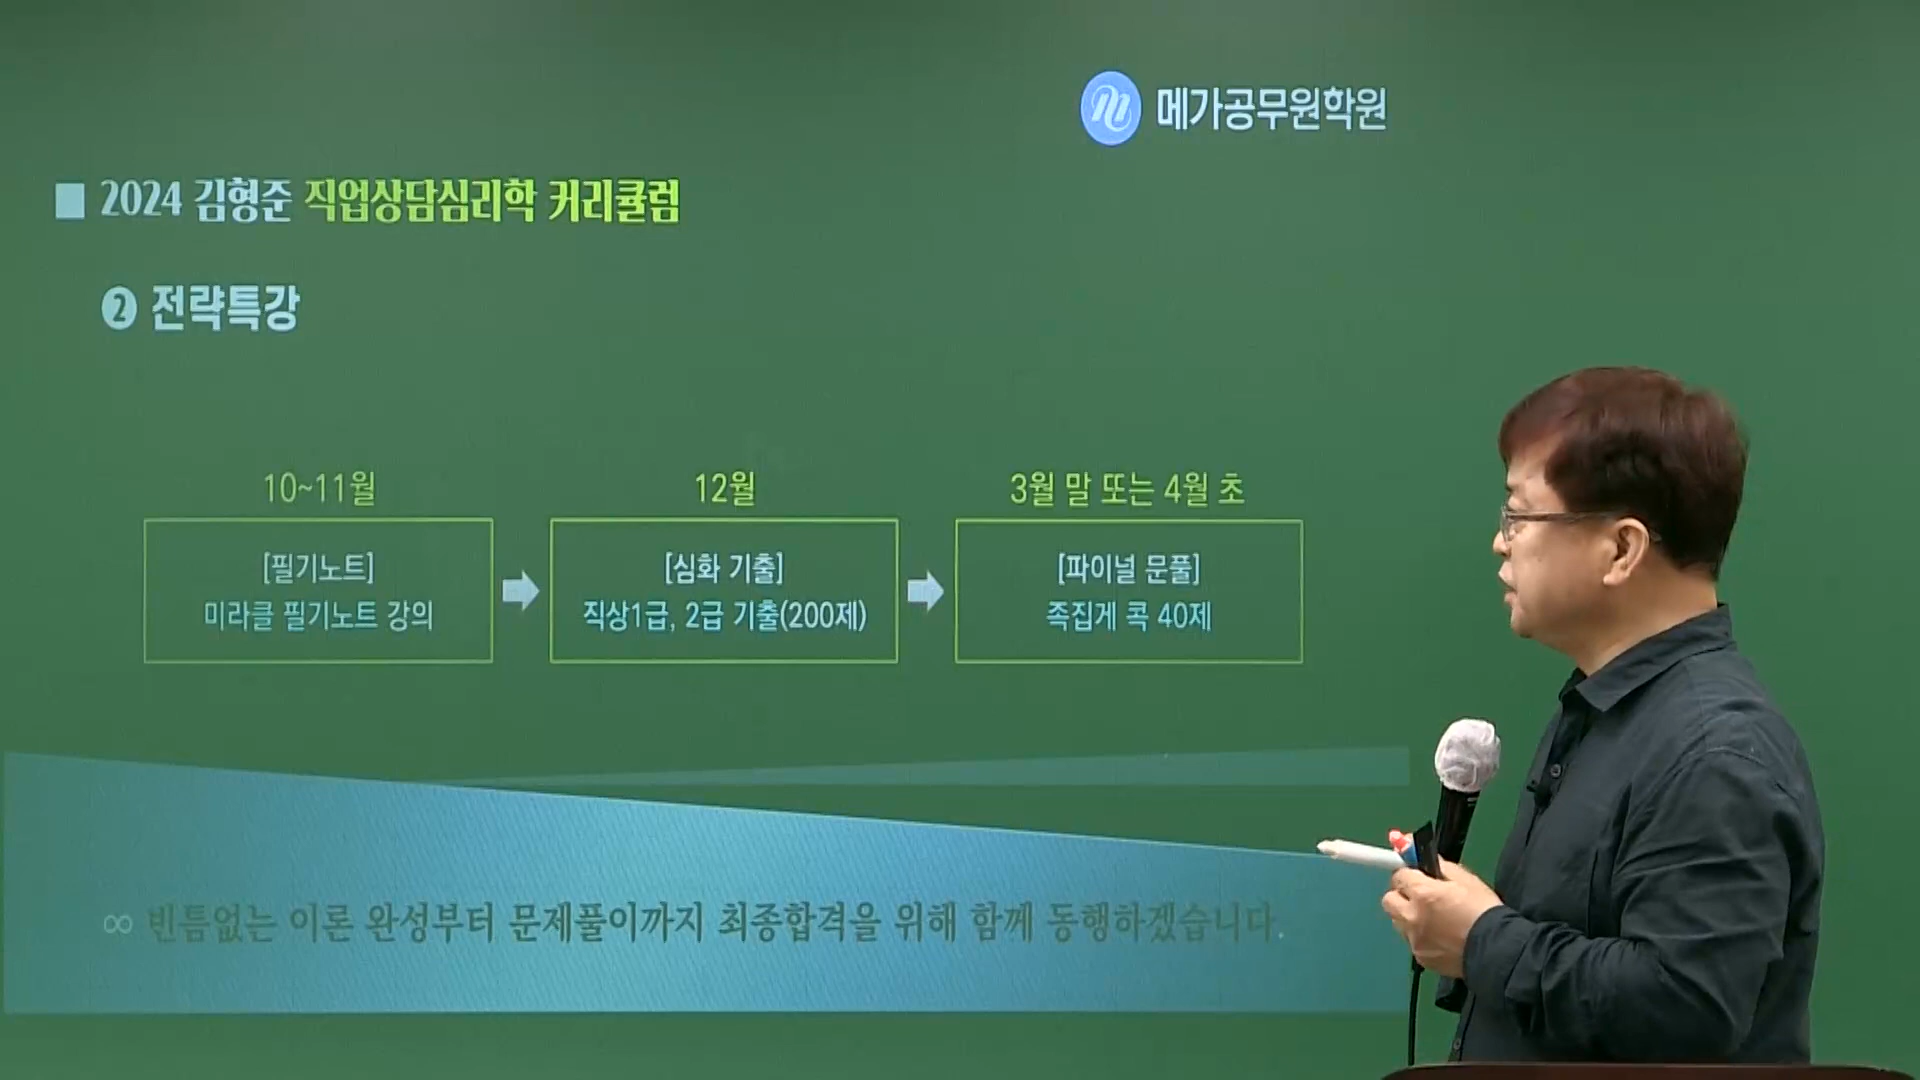 메가공무원학원
■ 2024 김형준 직업상담심리학 커리큘럼
❷ 전략특강
10~11월
[필기노트]
미라클 필기노트 강의
12월
[심화 기출]
직상1급, 2급 기출(200제)
3월 말 또는 4월 초
[파이널 문풀]
족집게 콕 40제
∞ 빈틈없는 이론 완성부터 문제풀이까지 최종합격을 위해 함께 동행하겠습니다.